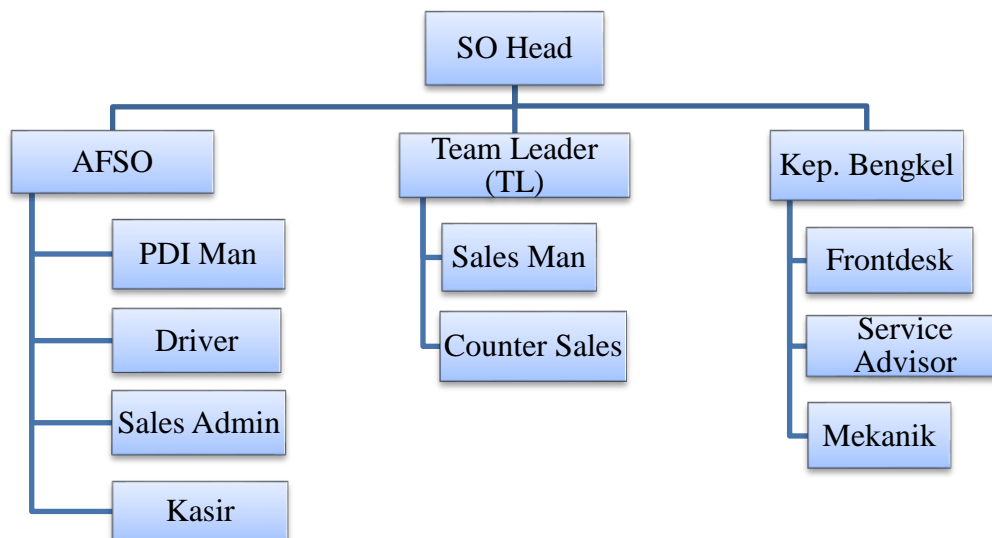 SO Head
AFSO
PDI Man
Driver
Sales Admin
Kasir
Team Leader
(TL)
Sales Man
Counter Sales
Kep. Bengkel
Frontdesk
Service
Advisor
Mekanik